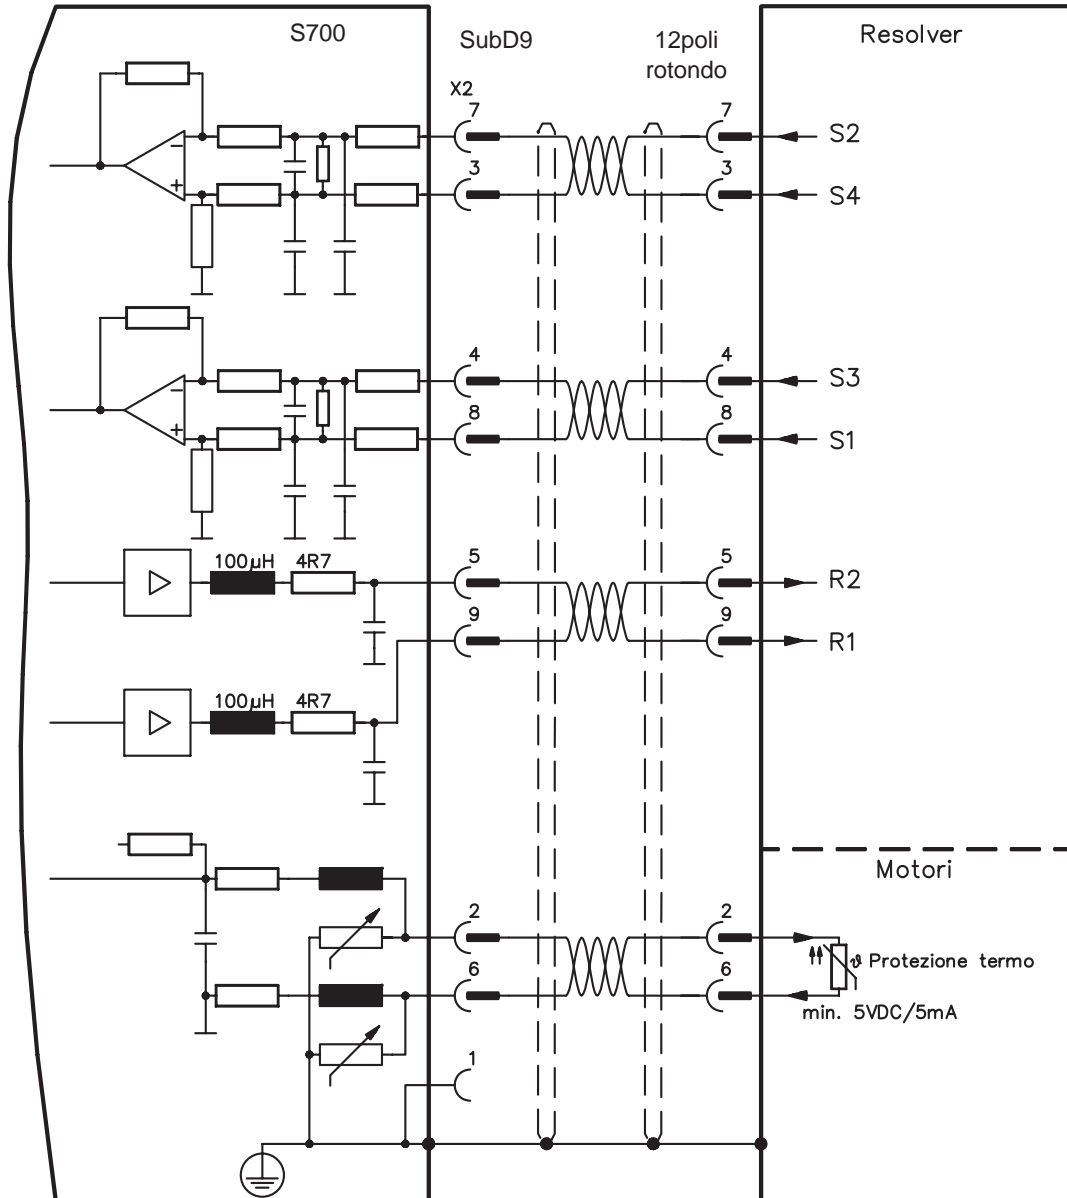 S700 SubD9 12poli Resolver
rotondo
X2
7 7 S2
− 
3 3 S4
+
4 4 S3
−
8 8 S1
+
100µH 4R7 5 5 R2
9 9 R1
100µH 4R7
Motori
2 2
ϑ Protezione termo
6 6
min. 5VDC/5mA
1